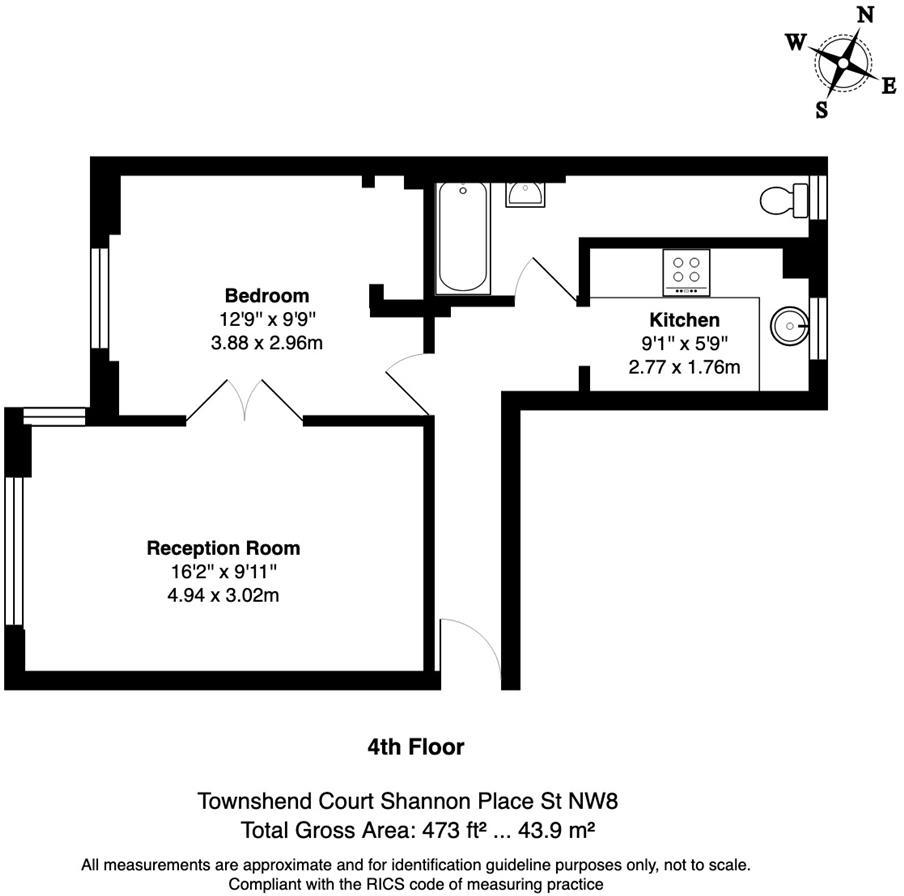 N
W
E
S
Bedroom
12'9" x 9'9"
3.88 x 2.96m
Kitchen
9'1" x 5'9"
2.77 x 1.76m
Reception Room
16'2" x 9'11"
4.94 x 3.02m
4th Floor
Townshend Court Shannon Place St NW8
Total Gross Area: 473 ft² ... 43.9 m²
All measurements are approximate and for identification guideline purposes only, not to scale.
Compliant with the RICS code of measuring practice